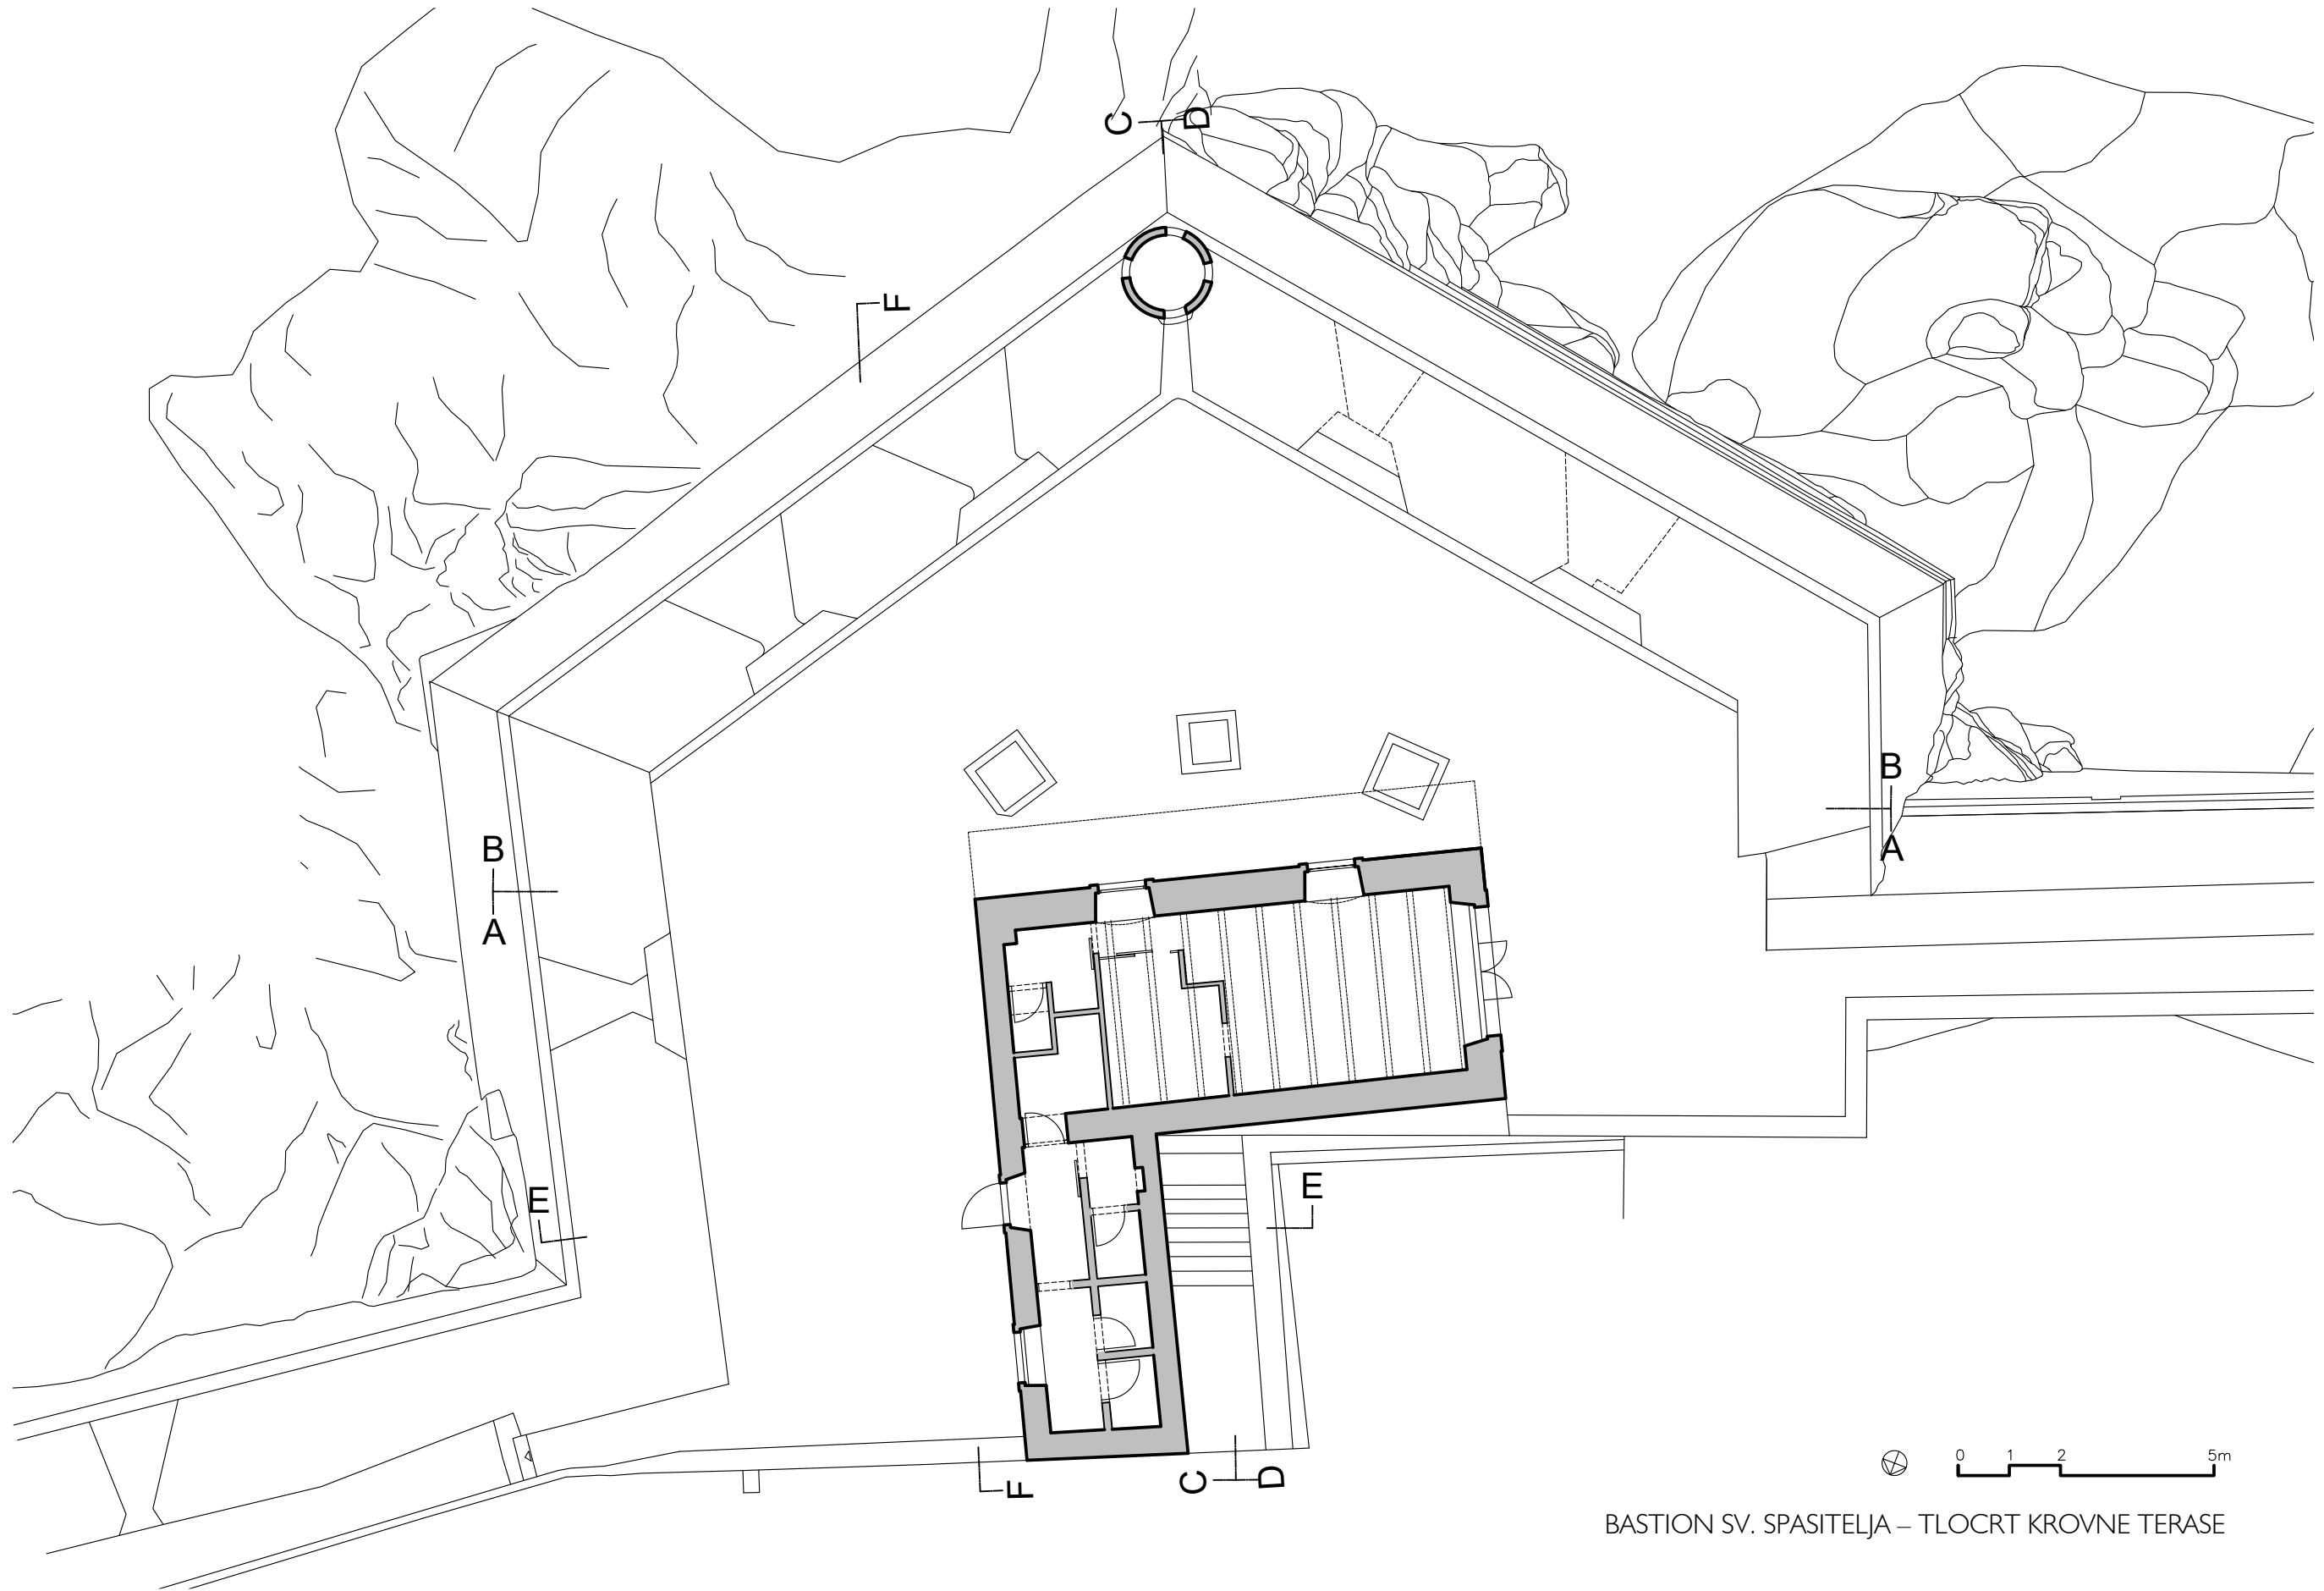 C
D
F
B
A
B
A
E
E
F
C
D
0 1 2 5m
BASTION SV. SPASITELJA – TLOCRT KROVNE TERASE